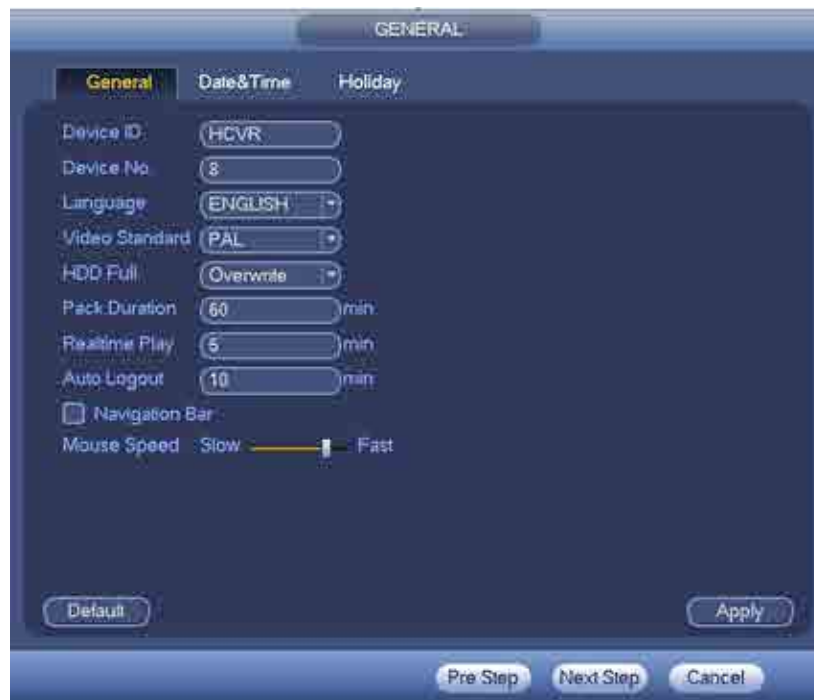 GENERAL
General Date&Time Holiday
Device ID HCVR
Device No. 8
Language ENGLISH
Video Standard PAL
HDD Full Overwrite
Pack Duration 60 min
Realtime Play 5 min
Auto Logout 10 min
Navigation Bar
Mouse Speed Slow Fast
Default Apply
Pre Step Next Step Cancel